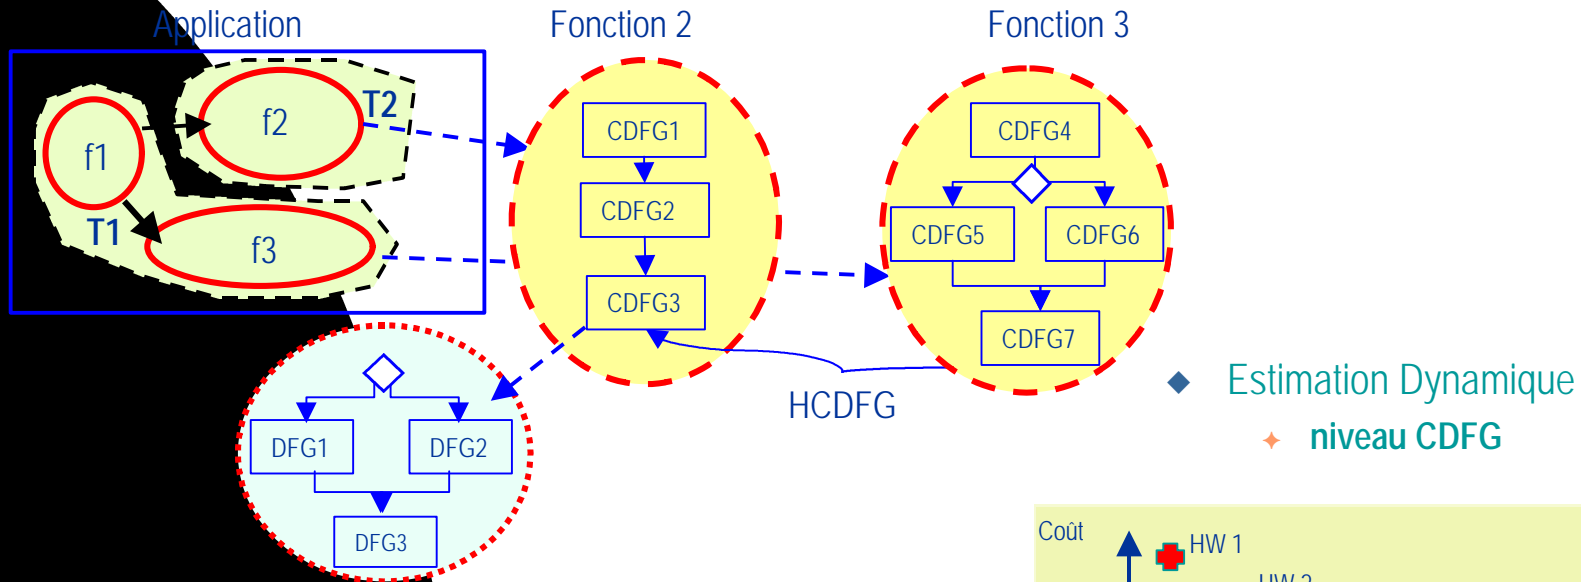 Application
Fonction 2
Fonction 3
f1
f2
T2
T1
f3
CDFG1
CDFG2
CDFG3
CDFG4
CDFG5
CDFG6
CDFG7
HCDFG
DFG1
DFG2
DFG3
Estimation Dynamique
niveau CDFG
Coût
HW 1